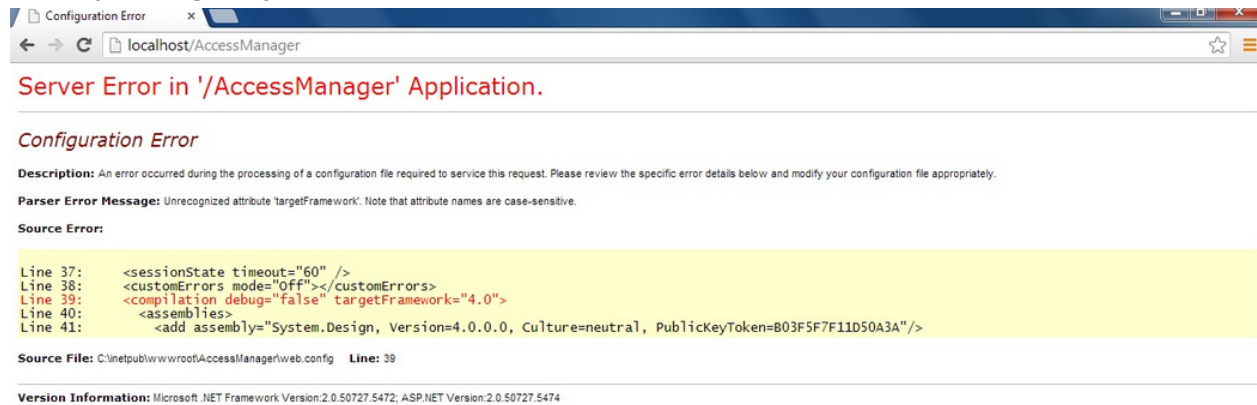 Configuration Error
localhost/AccessManager
Server Error in '/AccessManager' Application.
Configuration Error
Description: An error occurred during the processing of a configuration file required to service this request. Please review the specific error details below and modify your configuration file appropriately.
Parser Error Message: Unrecognized attribute 'targetFramework'. Note that attribute names are case-sensitive.
Source Error:
Line 37: <sessionState timeout="60" />
Line 38: <customErrors mode="Off"></customErrors>
Line 39: <compilation debug="false" targetFramework="4.0">
Line 40: <assemblies>
Line 41: <add assembly="System.Design, Version=4.0.0.0, Culture=neutral, PublicKeyToken=B03F5F7F11D50A3A"/>
Source File: C:\inetpub\wwwroot\AccessManager\web.config Line: 39
Version Information: Microsoft .NET Framework Version:2.0.50727.5472; ASP.NET Version:2.0.50727.5474